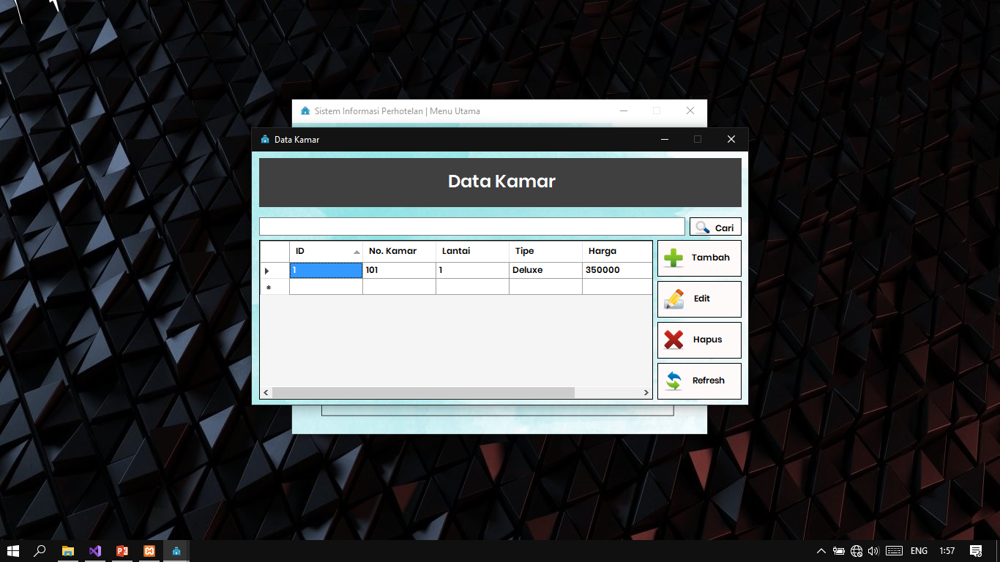 Sistem Informasi Perhotelan | Menu Utama
Data Kamar
Data Kamar
Cari
ID No. Kamar Lantai Tipe Harga
1 101 1 Deluxe 350000
Tambah
Edit
Hapus
Refresh
ENG 1:57